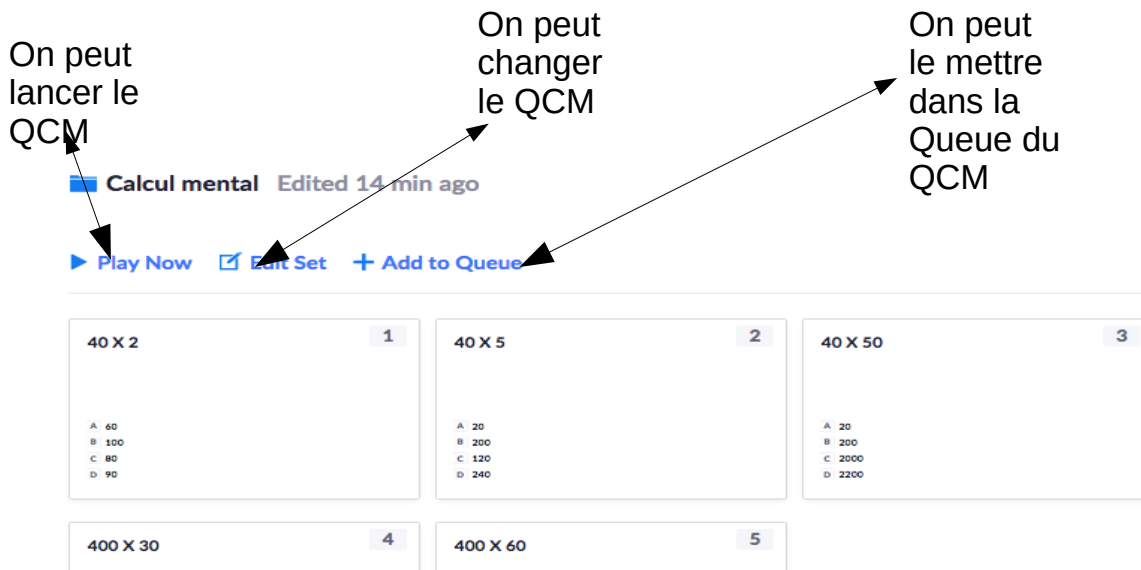 On peut
lancer le
QCM
On peut
changer
le QCM
On peut
le mettre
dans la
Queue du
QCM
Calcul mental Edited 14 min ago
Play Now Edit Set + Add to Queue
40 X 2 1
A 60
B 100
C 80
D 90
40 X 5 2
A 20
B 200
C 120
D 240
40 X 50 3
A 20
B 200
C 2000
D 2200
400 X 30 4
400 X 60 5